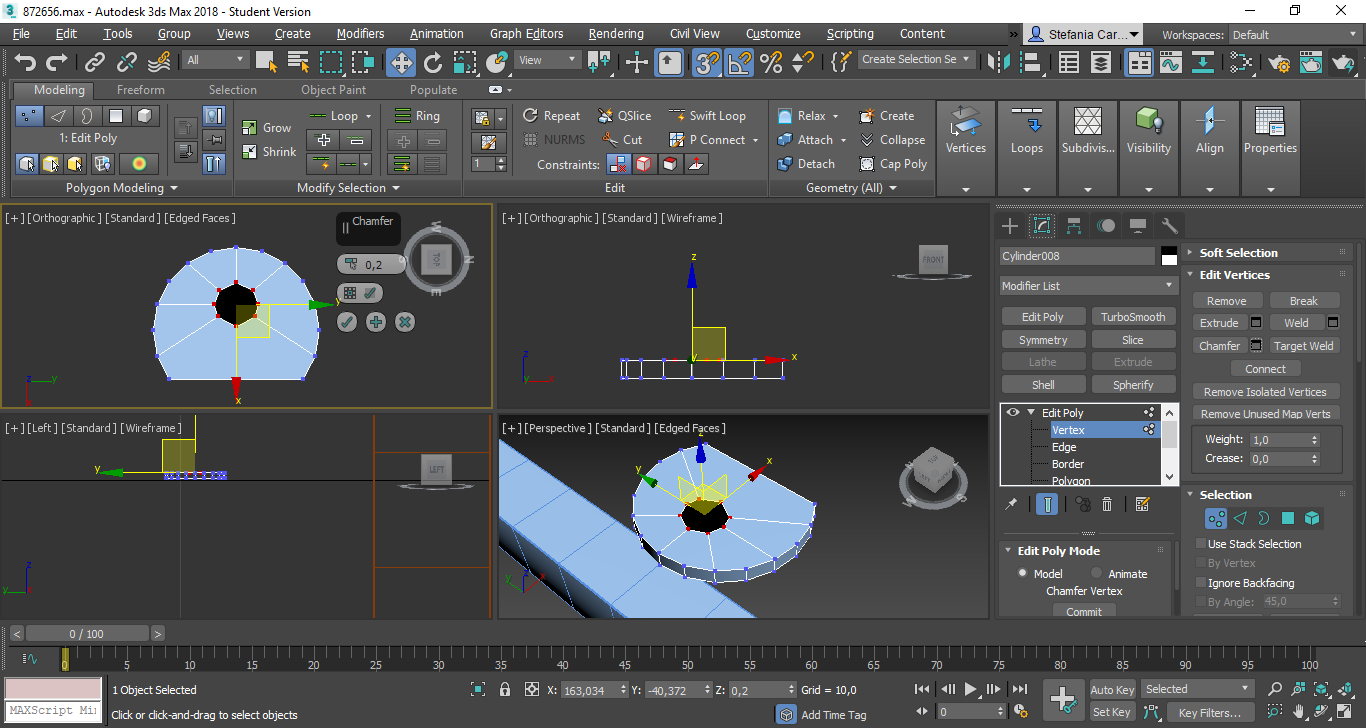 872656.max - Autodesk 3ds Max 2018 - Student Version
File Edit Tools Group Views Create Modifiers Animation Graph Editors Rendering Civil View Customize Scripting Content » Stefania Car... Workspaces: Default
All View Create Selection Se
Modeling Freeform Selection Object Paint Populate
Loop Ring Repeat QSlice Swift Loop Relax Create
1: Edit Poly Grow NURMS Cut P Connect Attach Collapse Vertices Loops Subdivis... Visibility Align Properties
Shrink 1 Constraints: Detach Cap Poly
Polygon Modeling Modify Selection Edit Geometry (All)
[+] [Orthographic] [Standard] [Edged Faces]
Chamfer
0,2
W
S TOP N
E
y
x
z y
x
[+] [Orthographic] [Standard] [Wireframe]
FRONT
z
x
y
z
y
[+] [Left] [Standard] [Wireframe]
LEFT
y
z
y
[+] [Perspective] [Standard] [Edged Faces]
z
y x
Cylinder008
Modifier List
Edit Poly TurboSmooth
Symmetry Slice
Lathe Extrude
Shell Spherify
Edit Poly
Vertex
Edge
Border
Polygon
Edit Poly Mode
Model Animate
Chamfer Vertex
Commit
Soft Selection
Edit Vertices
Remove Break
Extrude Weld
Chamfer Target Weld
Connect
Remove Isolated Vertices
Remove Unused Map Verts
Weight: 1,0
Crease: 0,0
Selection
Use Stack Selection
By Vertex
Ignore Backfacing
By Angle: 45,0
< 0 / 100 >
0 5 10 15 20 25 30 35 40 45 50 55 60 65 70 75 80 85 90 95 100
1 Object Selected X: 163,034 Y: -40,372 Z: 0,2 Grid = 10,0 Auto Key Selected
MAXScript Mi Click or click-and-drag to select objects Add Time Tag 0 Set Key Key Filters...